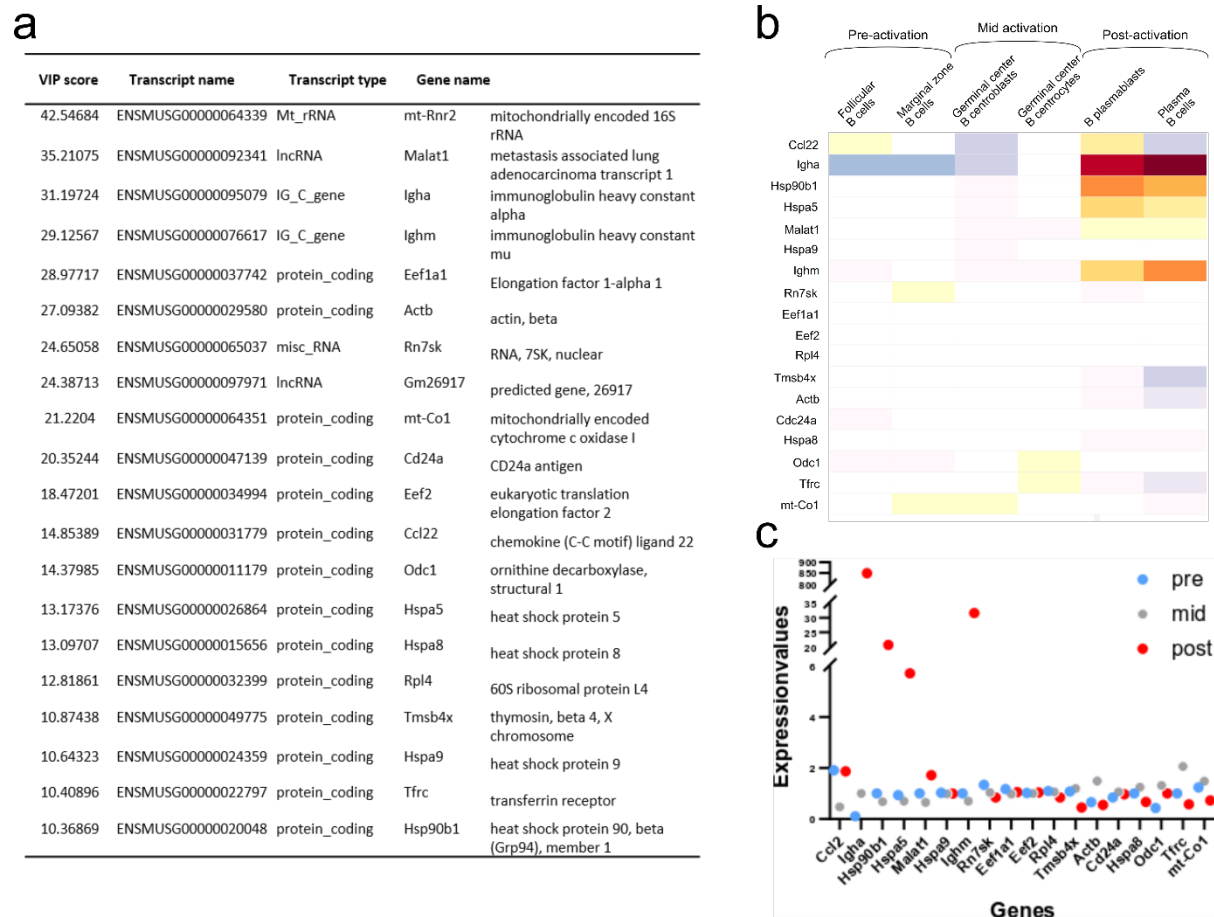 a
VIP score Transcript name Transcript type Gene name
42.54684 ENSMUSG00000064339 Mt_rRNA mt-Rnr2 mitochondrially encoded 16S
rRNA
35.21075 ENSMUSG00000092341 lncRNA Malat1 metastasis associated lung
adenocarcinoma transcript 1
31.19724 ENSMUSG00000095079 IG_C_gene Igha immunoglobulin heavy constant
alpha
29.12567 ENSMUSG00000076617 IG_C_gene Ighm immunoglobulin heavy constant
mu
28.97717 ENSMUSG00000037742 protein_coding Eef1a1 Elongation factor 1-alpha 1
27.09382 ENSMUSG00000029580 protein_coding Actb actin, beta
24.65058 ENSMUSG00000065037 misc_RNA Rn7sk RNA, 7SK, nuclear
24.38713 ENSMUSG00000097971 lncRNA Gm26917 predicted gene, 26917
21.2204 ENSMUSG00000064351 protein_coding mt-Co1 mitochondrially encoded
cytochrome c oxidase I
20.35244 ENSMUSG00000047139 protein_coding Cd24a CD24a antigen
18.47201 ENSMUSG00000034994 protein_coding Eef2 eukaryotic translation
elongation factor 2
14.85389 ENSMUSG00000031779 protein_coding Ccl22 chemokine (C-C motif) ligand 22
14.37985 ENSMUSG00000011179 protein_coding Odc1 ornithine decarboxylase,
structural 1
13.17376 ENSMUSG00000026864 protein_coding Hspa5 heat shock protein 5
13.09707 ENSMUSG00000015656 protein_coding Hspa8 heat shock protein 8
12.81861 ENSMUSG00000032399 protein_coding Rpl4 60S ribosomal protein L4
10.87438 ENSMUSG00000049775 protein_coding Tmsb4x thymosin, beta 4, X
chromosome
10.64323 ENSMUSG00000024359 protein_coding Hspa9 heat shock protein 9
10.40896 ENSMUSG00000022797 protein_coding Tfrc transferrin receptor
10.36869 ENSMUSG00000020048 protein_coding Hsp90b1 heat shock protein 90, beta
(Grp94), member 1
b
Pre-activation Mid activation Post-activation
Follicular
B cells
Marginal zone
B cells
Germinal center
B centroblasts
Germinal center
B centrocytes
B plasmablasts
Plasma
B cells
Ccl22
Igha
Hsp90b1
Hspa5
Malat1
Hspa9
Ighm
Rn7sk
Eef1a1
Eef2
Rpl4
Tmsb4x
Actb
Cdc24a
Hspa8
Odc1
Tfrc
mt-Co1
c
Expressionvalues
900
850
800
35
30
25
20
6
4
2
0
pre
mid
post
Ccl2 Igha Hsp90b1 Hspa5 Malat1 Hspa9 Ighm Rn7sk Eef1a1 Eef2 Rpl4 Tmsb4x Actb Cd24a Hspa8 Odc1 Tfrc mt-Co1
Genes